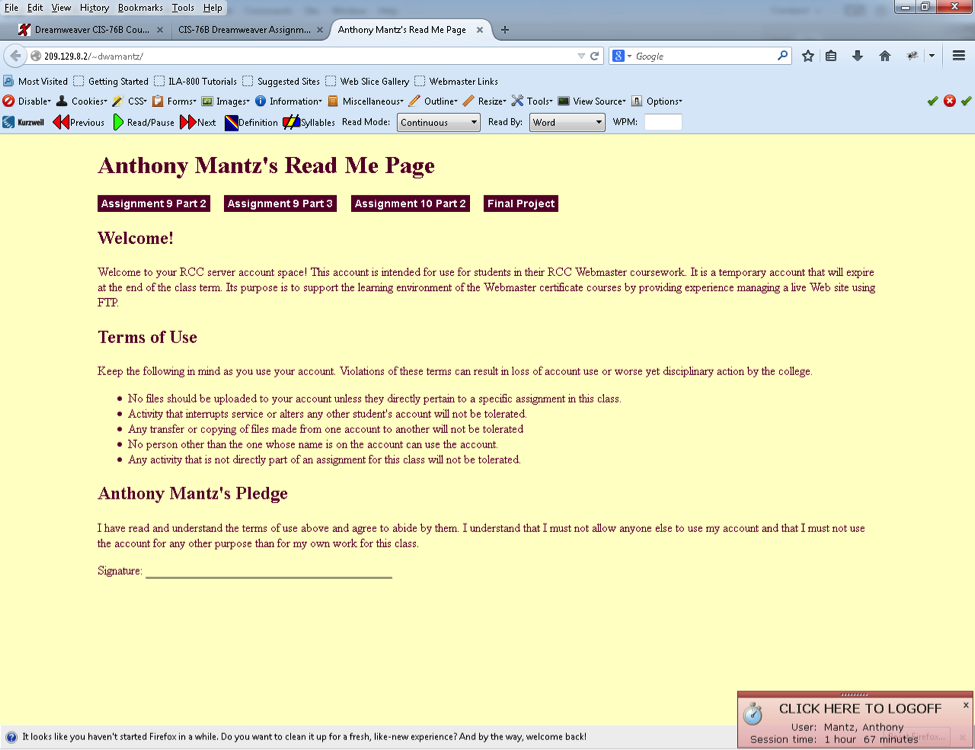 File Edit View History Bookmarks Tools Help
Dreamweaver CIS-76B Cou... × CIS-76B Dreamweaver Assignm... × Anthony Mantz's Read Me Page × +
209.129.8.2/~dwamantz/ Google
Most Visited Getting Started ILA-800 Tutorials Suggested Sites Web Slice Gallery Webmaster Links
Disable Cookies CSS Forms Images Information Miscellaneous Outline Resize Tools View Source Options
Kurzweil Previous Read/Pause Next Definition Syllables Read Mode: Continuous Read By: Word WPM:
Anthony Mantz's Read Me Page
Assignment 9 Part 2 Assignment 9 Part 3 Assignment 10 Part 2 Final Project
Welcome!
Welcome to your RCC server account space! This account is intended for use for students in their RCC Webmaster coursework. It is a temporary account that will expire
at the end of the class term. Its purpose is to support the learning environment of the Webmaster certificate courses by providing experience managing a live Web site using
FTP.
Terms of Use
Keep the following in mind as you use your account. Violations of these terms can result in loss of account use or worse yet disciplinary action by the college.
• No files should be uploaded to your account unless they directly pertain to a specific assignment in this class.
• Activity that interrupts service or alters any other student's account will not be tolerated.
• Any transfer or copying of files made from one account to another will not be tolerated
• No person other than the one whose name is on the account can use the account.
• Any activity that is not directly part of an assignment for this class will not be tolerated.
Anthony Mantz's Pledge
I have read and understand the terms of use above and agree to abide by them. I understand that I must not allow anyone else to use my account and that I must not use
the account for any other purpose than for my own work for this class.
Signature:
CLICK HERE TO LOGOFF x
User: Mantz, Anthony
Session time: 1 hour 67 minutes
It looks like you haven't started Firefox in a while. Do you want to clean it up for a fresh, like-new experience? And by the way, welcome back!